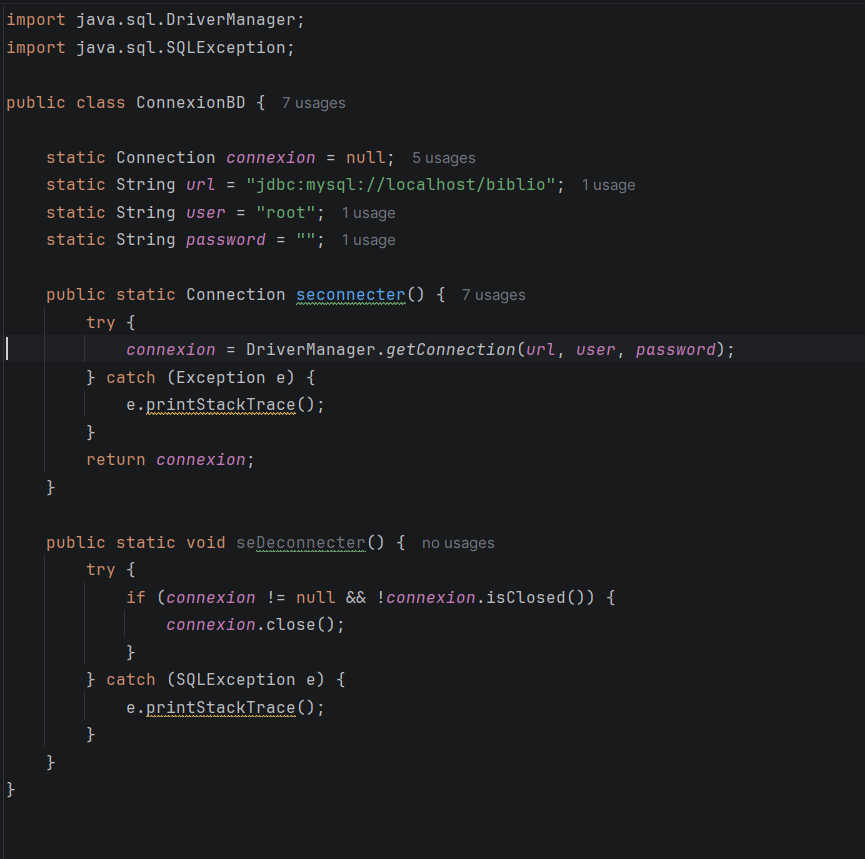 import java.sql.DriverManager;
import java.sql.SQLException;
public class ConnexionBD {  7 usages
    static Connection connexion = null;  5 usages
    static String url = "jdbc:mysql://localhost/biblio";  1 usage
    static String user = "root";  1 usage
    static String password = "";  1 usage
    public static Connection seconnecter() {  7 usages
        try {
            connexion = DriverManager.getConnection(url, user, password);
        } catch (Exception e) {
            e.printStackTrace();
        }
        return connexion;
    }
    public static void seDeconnecter() {  no usages
        try {
            if (connexion != null && !connexion.isClosed()) {
                connexion.close();
            }
        } catch (SQLException e) {
            e.printStackTrace();
        }
    }
}